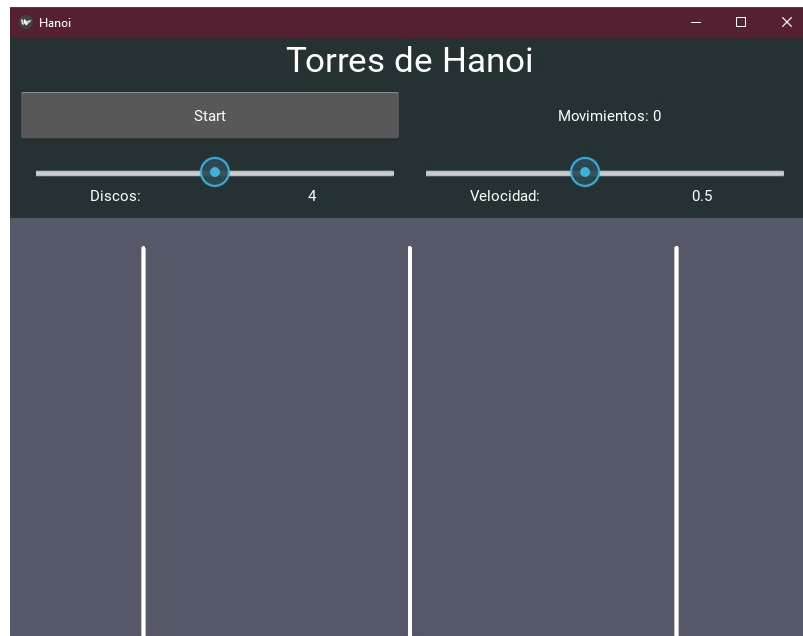 Hanoi
Torres de Hanoi
Start
Movimientos: 0
Discos: 4
Velocidad: 0.5